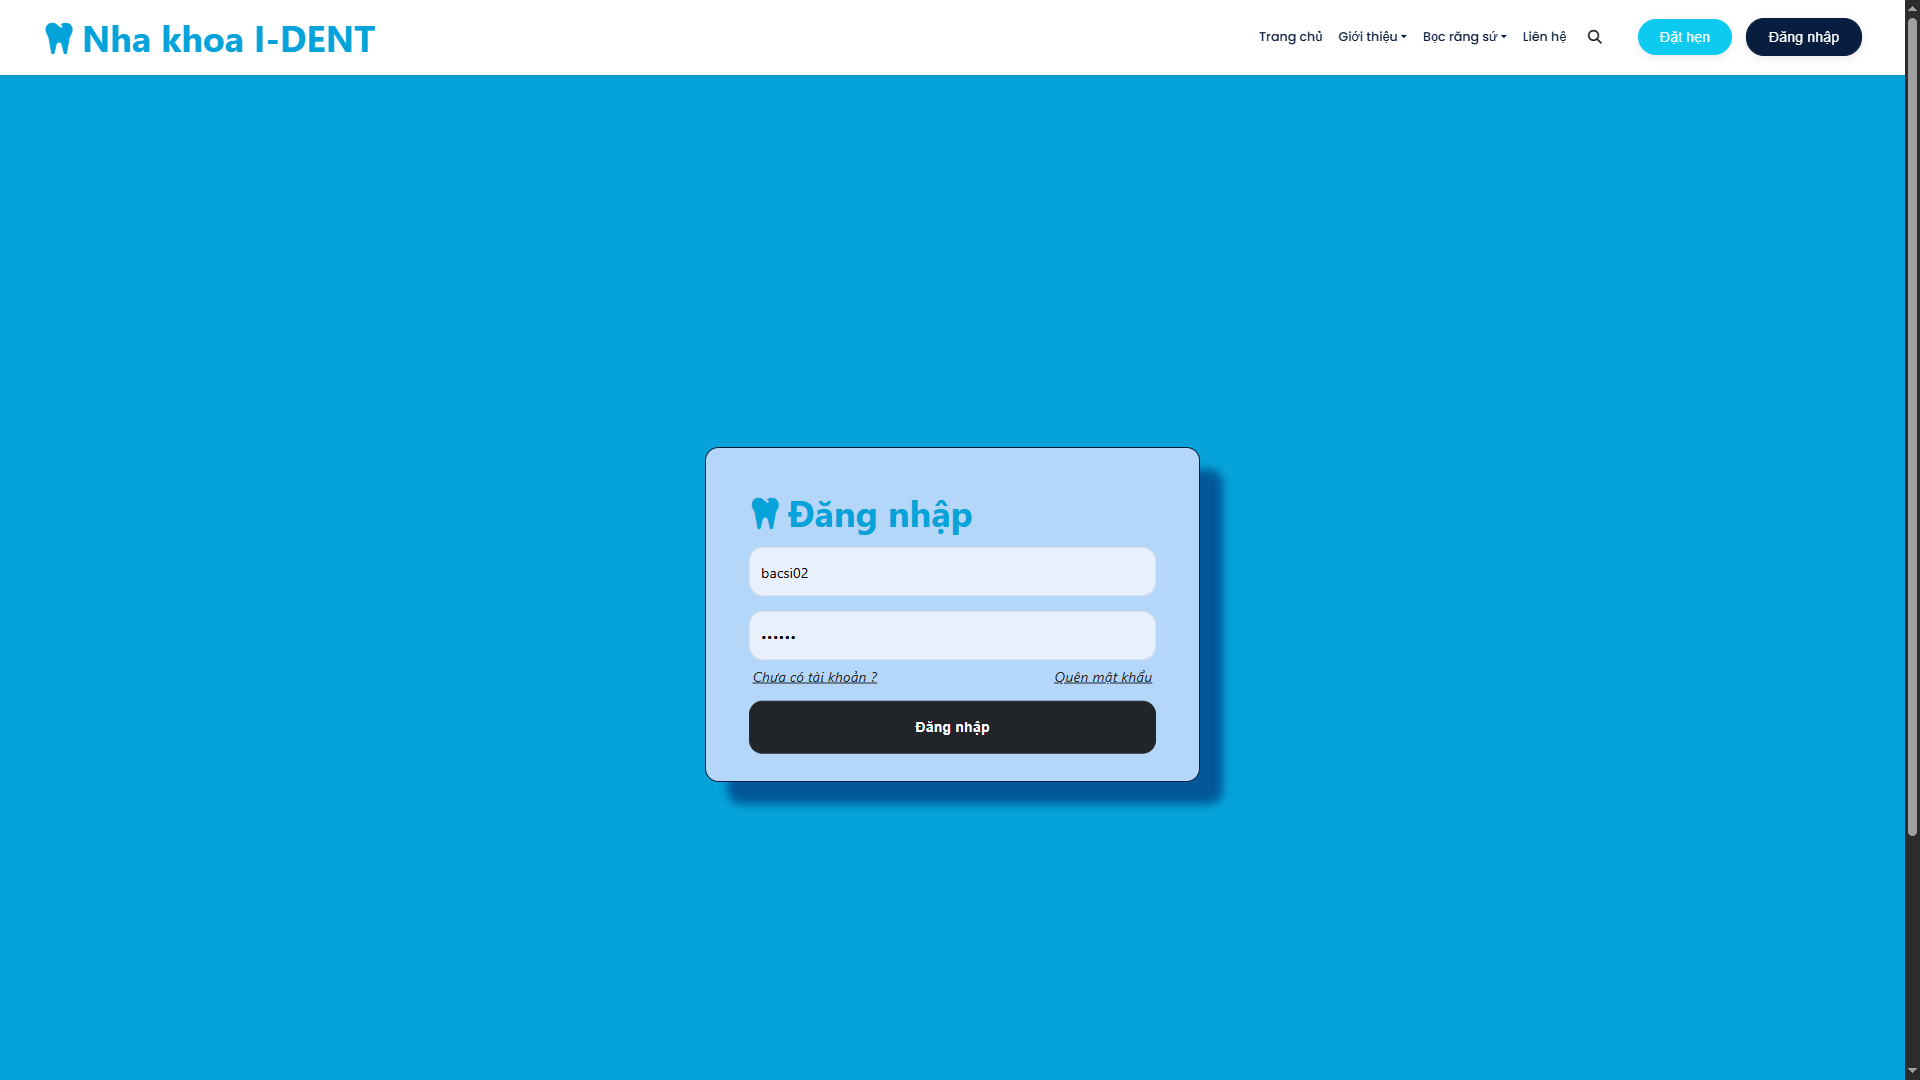 Nha khoa I-DENT
Trang chủ Giới thiệu Bọc răng sứ Liên hệ Đặt hẹn Đăng nhập
Đăng nhập
bacsi02
••••••
Chưa có tài khoản ? Quên mật khẩu
Đăng nhập